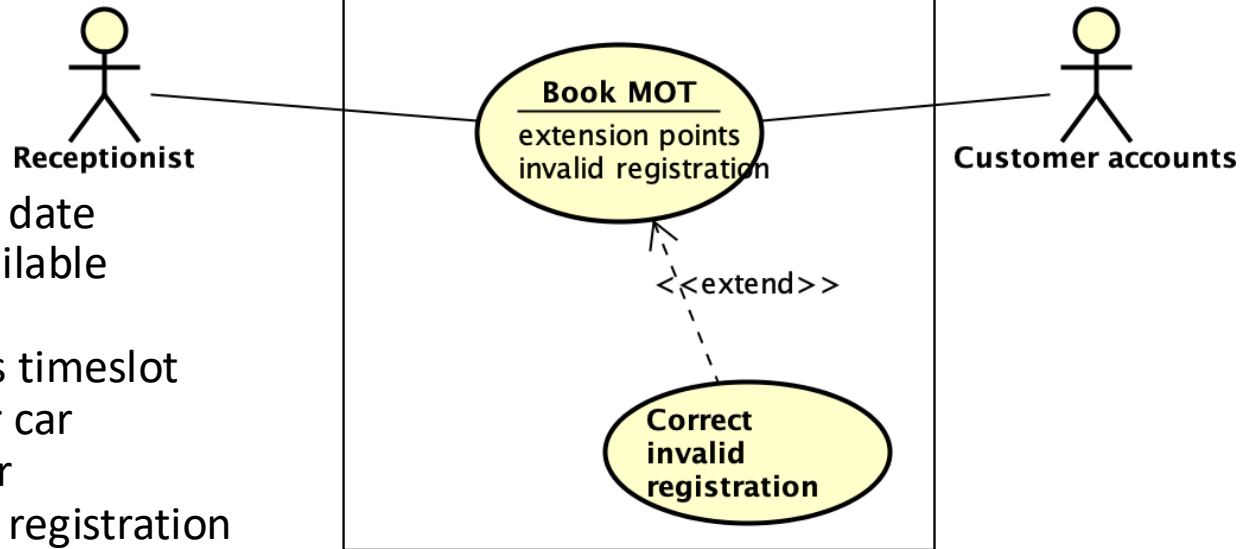 Book MOT
extension points
invalid registration
Receptionist
Customer accounts
date
ilable
<<extend>>
s timeslot
r car
r
registration
Correct
invalid
registration